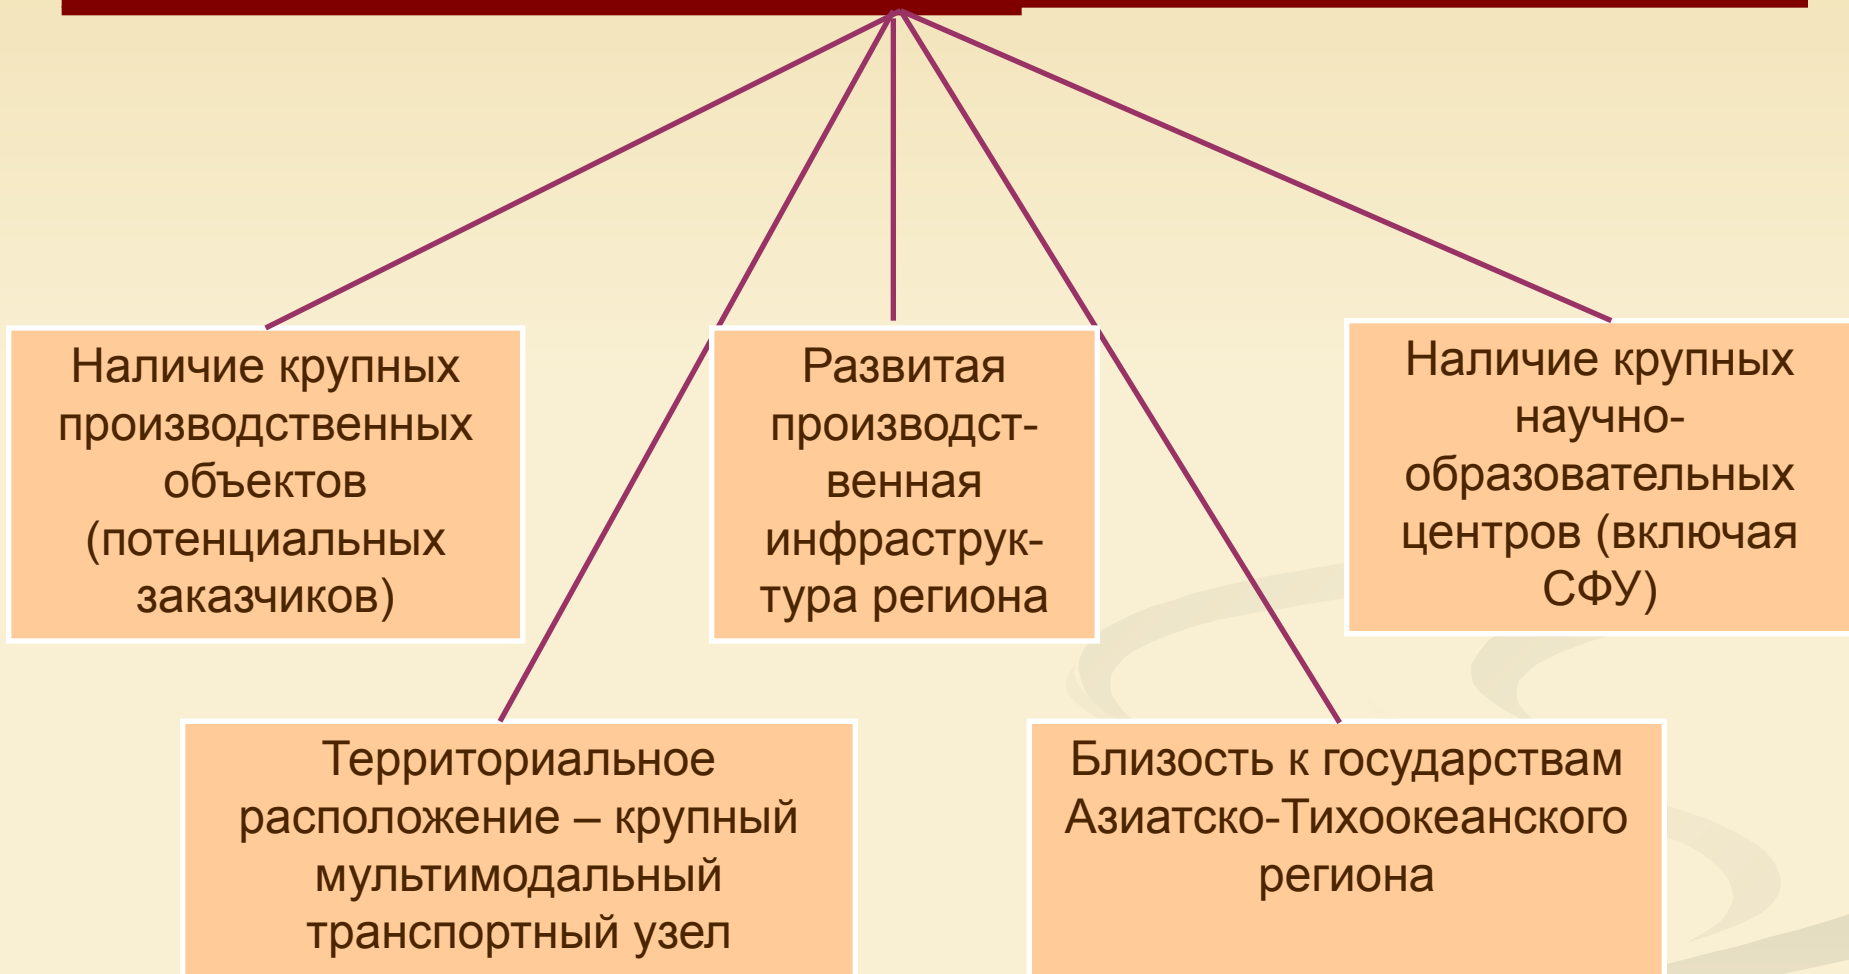 Наличие крупных
производственных
объектов
(потенциальных
заказчиков)
Развитая
производст-
венная
инфраструк-
тура региона
Наличие крупных
научно-
образовательных
центров (включая
СФУ)
Территориальное
расположение – крупный
мультимодальный
транспортный узел
Близость к государствам
Азиатско-Тихоокеанского
региона